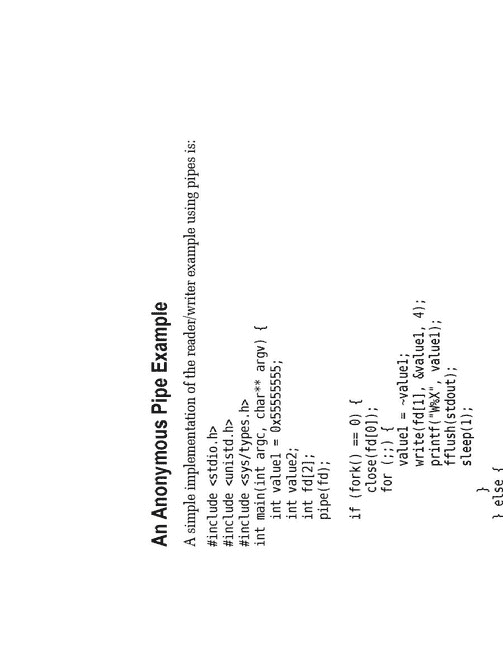 An Anonymous Pipe Example
A simple implementation of the reader/writer example using pipes is:
#include <stdio.h>
#include <unistd.h>
#include <sys/types.h>
int main(int argc, char** argv) {
int value1 = 0x55555555;
int value2;
int fd[2];
pipe(fd);
if (fork() == 0) {
close(fd[0]);
for (;;) {
value1 = ~value1;
write(fd[1], &value1, 4);
printf("W%X", value1);
fflush(stdout);
sleep(1);
}
} else {